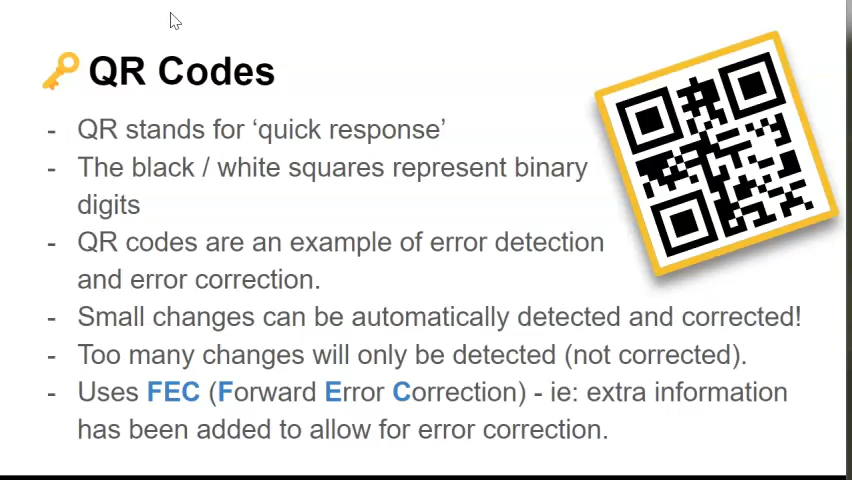 QR Codes
- QR stands for ‘quick response’
- The black / white squares represent binary
digits
- QR codes are an example of error detection
and error correction.
- Small changes can be automatically detected and corrected!
- Too many changes will only be detected (not corrected).
- Uses FEC (Forward Error Correction) - ie: extra information
has been added to allow for error correction.